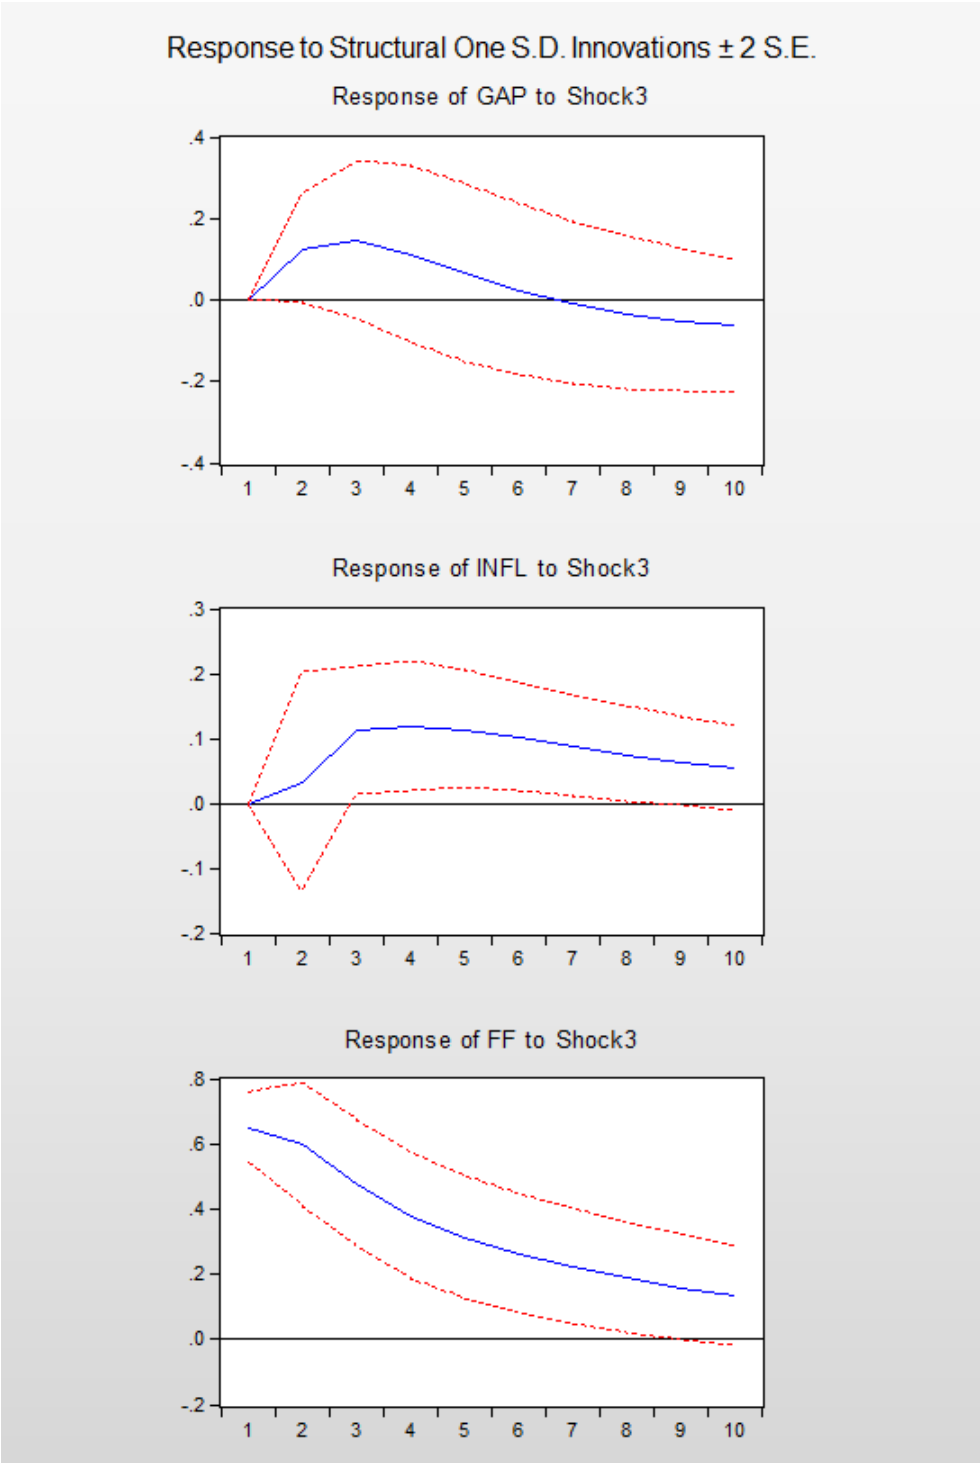 Response to Structural One S.D. Innovations ± 2 S.E.
Response of GAP to Shock3
.4
.2
.0
-.2
-.4
1 2 3 4 5 6 7 8 9 10
Response of INFL to Shock3
.3
.2
.1
.0
-.1
-.2
1 2 3 4 5 6 7 8 9 10
Response of FF to Shock3
.8
.6
.4
.2
.0
-.2
1 2 3 4 5 6 7 8 9 10